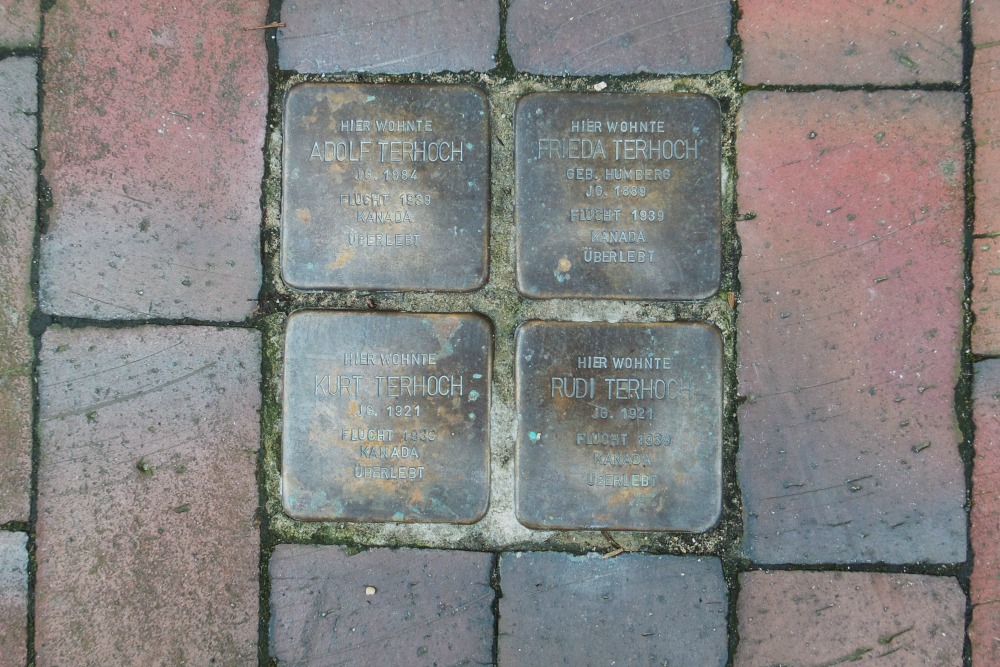 HIER WOHNTE
ADOLF TERHOCH
JG. 1984
FLUCHT 1939
KANADA
ÜBERLEBT
HIER WOHNTE
FRIEDA TERHOCH
GEB. HUMBERG
JG. 1889
FLUCHT 1939
KANADA
ÜBERLEBT
HIER WOHNTE
KURT TERHOCH
JG. 1921
FLUCHT 1939
KANADA
ÜBERLEBT
HIER WOHNTE
RUDI TERHOCH
JG. 1921
FLUCHT 1939
KANADA
ÜBERLEBT